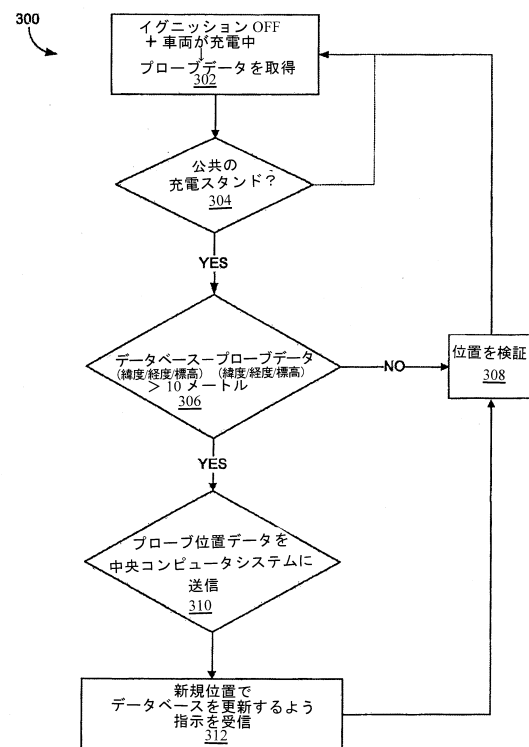 300
イグニッション OFF
+ 車両が充電中
↓
プローブデータを取得
302
公共の
充電スタンド？
304
YES
データベース－プローブデータ
(緯度/経度/標高) (緯度/経度/標高)
＞ 10 メートル
306
NO
位置を検証
308
YES
プローブ位置データを
中央コンピュータシステムに
送信
310
新規位置で
データベースを更新するよう
指示を受信
312